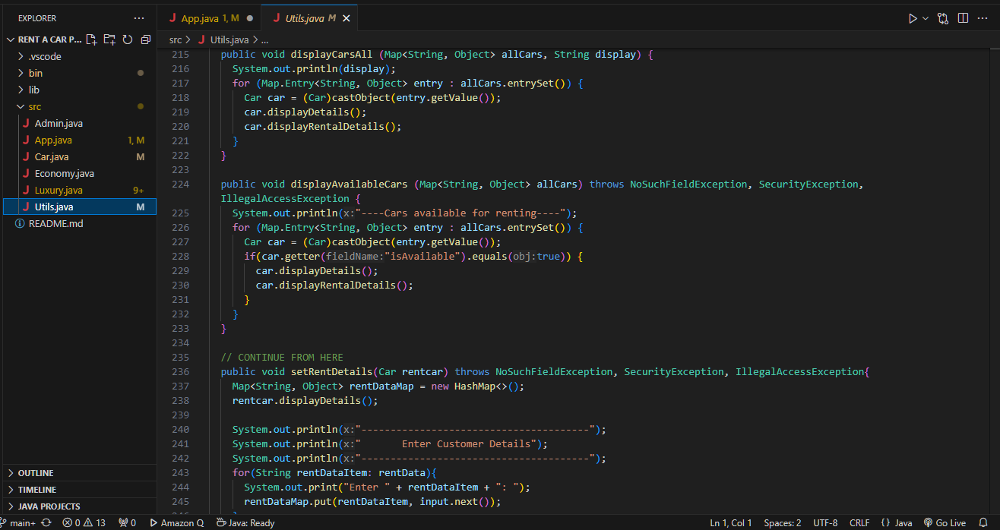 EXPLORER
App.java 1, M
Utils.java M
RENT A CAR P...
src > Utils.java > ...
.vscode
bin
lib
src
Admin.java
App.java 1, M
Car.java M
Economy.java
Luxury.java 9+
Utils.java M
README.md
215 public void displayCarsAll (Map<String, Object> allCars, String display) {
216 System.out.println(display);
217 for (Map.Entry<String, Object> entry : allCars.entrySet()) {
218 Car car = (Car)castObject(entry.getValue());
219 car.displayDetails();
220 car.displayRentalDetails();
221 }
222 }
223
224 public void displayAvailableCars (Map<String, Object> allCars) throws NoSuchFieldException, SecurityException,
IllegalAccessException {
225 System.out.println(x:"----Cars available for renting----");
226 for (Map.Entry<String, Object> entry : allCars.entrySet()) {
227 Car car = (Car)castObject(entry.getValue());
228 if(car.getter(fieldName:"isAvailable").equals(obj:true)) {
229 car.displayDetails();
230 car.displayRentalDetails();
231 }
232 }
233 }
234
235 // CONTINUE FROM HERE
236 public void setRentDetails(Car rentcar) throws NoSuchFieldException, SecurityException, IllegalAccessException{
237 Map<String, Object> rentDataMap = new HashMap<>();
238 rentcar.displayDetails();
239
240 System.out.println(x:"----------------------------------------");
241 System.out.println(x:"       Enter Customer Details");
242 System.out.println(x:"----------------------------------------");
243 for(String rentDataItem: rentData){
244 System.out.print("Enter " + rentDataItem + ": ");
245 rentDataMap.put(rentDataItem, input.next());
OUTLINE
TIMELINE
JAVA PROJECTS
main+ 0 13 0 Amazon Q Java: Ready Ln 1, Col 1 Spaces: 2 UTF-8 CRLF {} Java Go Live